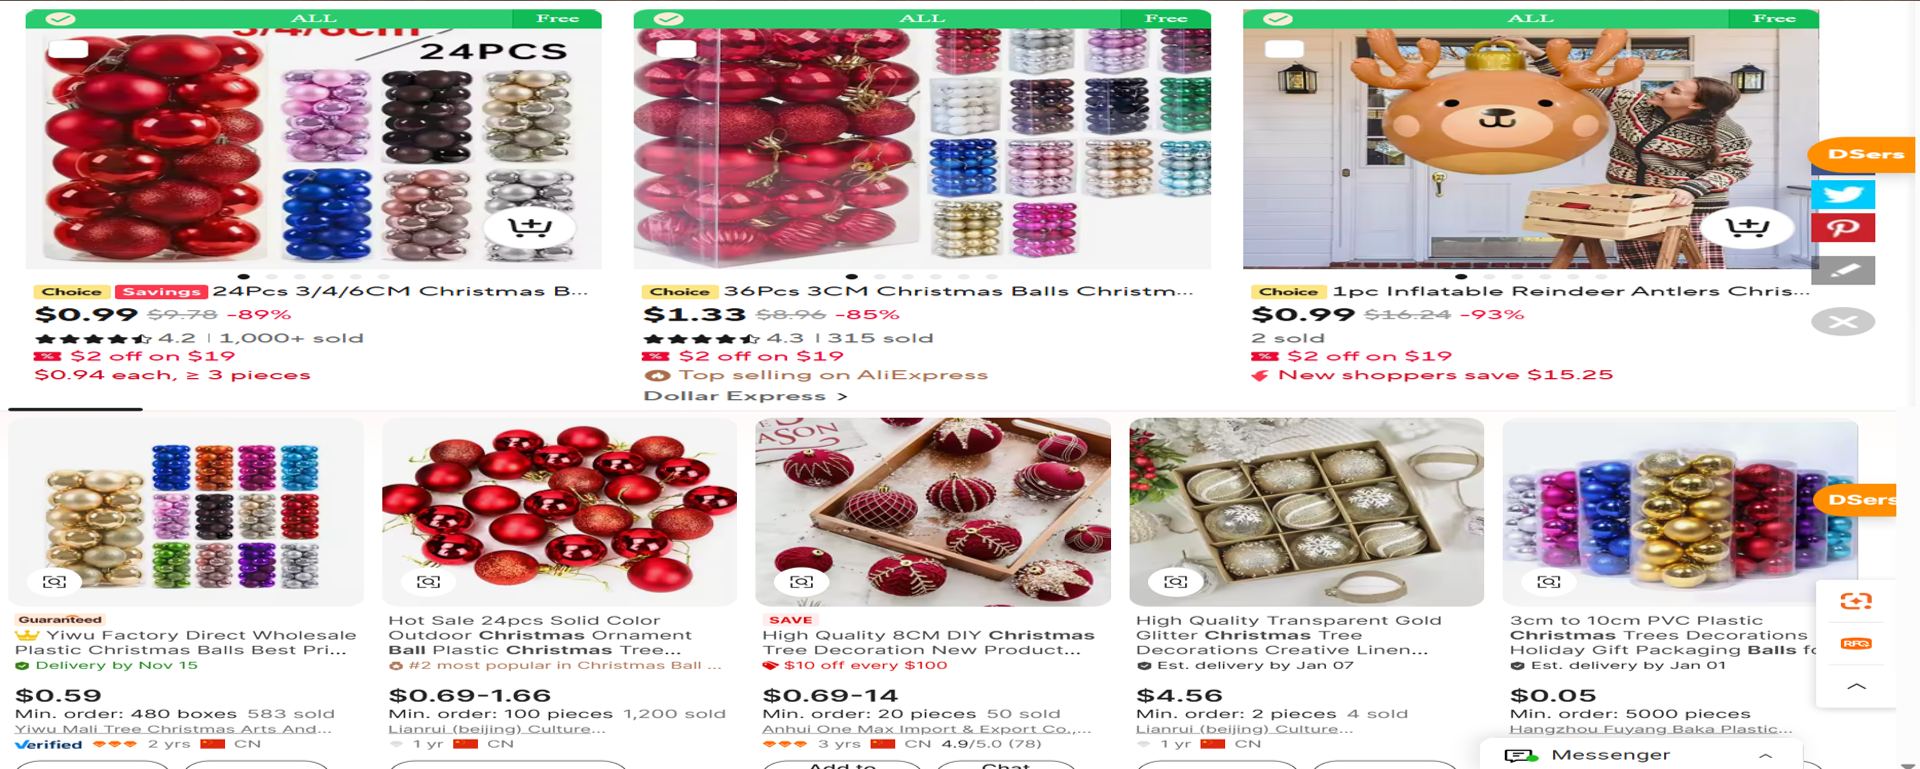 ALL Free
ALL Free
ALL Free
3/4/6cm
24PCS
Choice Savings 24Pcs 3/4/6CM Christmas B...
$0.99 $9.78 -89%
4.2 | 1,000+ sold
$2 off on $19
$0.94 each, ≥ 3 pieces
Choice 36Pcs 3CM Christmas Balls Christm...
$1.33 $8.96 -85%
4.3 | 315 sold
$2 off on $19
Top selling on AliExpress
Dollar Express >
Choice 1pc Inflatable Reindeer Antlers Chris...
$0.99 $16.24 -93%
2 sold
$2 off on $19
New shoppers save $15.25
DSers
Guaranteed
Yiwu Factory Direct Wholesale
Plastic Christmas Balls Best Pri...
Delivery by Nov 15
$0.59
Min. order: 480 boxes 583 sold
Yiwu Mali Tree Christmas Arts And...
Verified 2 yrs CN
Hot Sale 24pcs Solid Color
Outdoor Christmas Ornament
Ball Plastic Christmas Tree...
#2 most popular in Christmas Ball ...
$0.69-1.66
Min. order: 100 pieces 1,200 sold
Lianrui (beijing) Culture...
1 yr CN
ASON
SAVE
High Quality 8CM DIY Christmas
Tree Decoration New Product...
$10 off every $100
$0.69-14
Min. order: 20 pieces 50 sold
Anhui One Max Import & Export Co.,...
3 yrs CN 4.9/5.0 (78)
Add to
Chat
High Quality Transparent Gold
Glitter Christmas Tree
Decorations Creative Linen...
Est. delivery by Jan 07
$4.56
Min. order: 2 pieces 4 sold
Lianrui (beijing) Culture...
1 yr CN
3cm to 10cm PVC Plastic
Christmas Trees Decorations
Holiday Gift Packaging Balls fo
Est. delivery by Jan 01
$0.05
Min. order: 5000 pieces
Hangzhou Fuyang Baka Plastic...
DSers
RFQ
Messenger